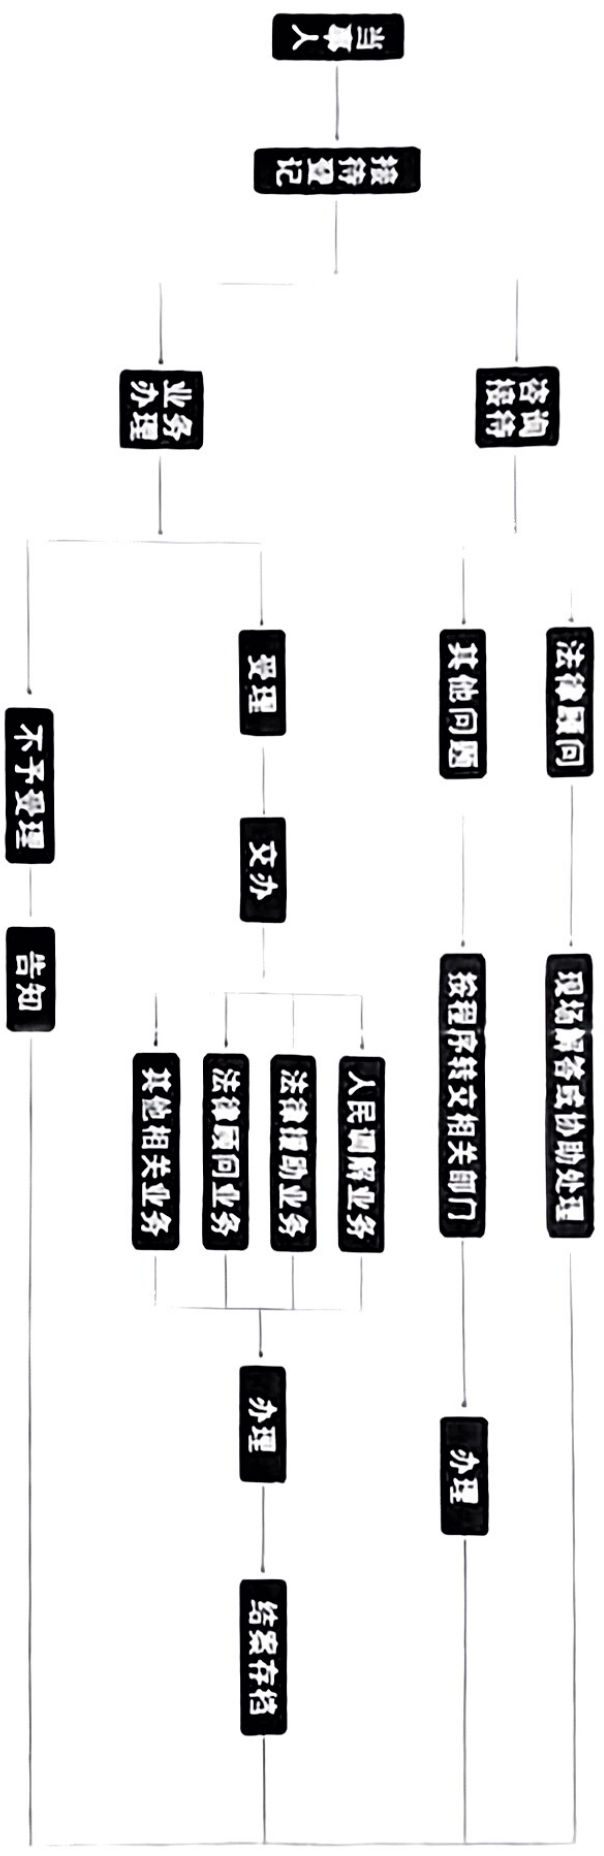 当事人
接待登记
咨询
接待
业务
办理
法律顾问
其他问题
受理
不予受理
交办
告知
现场解答或协助处理
按程序转交相关部门
人民调解业务
法律援助业务
法律顾问业务
其他相关业务
办理
办理
结案存档